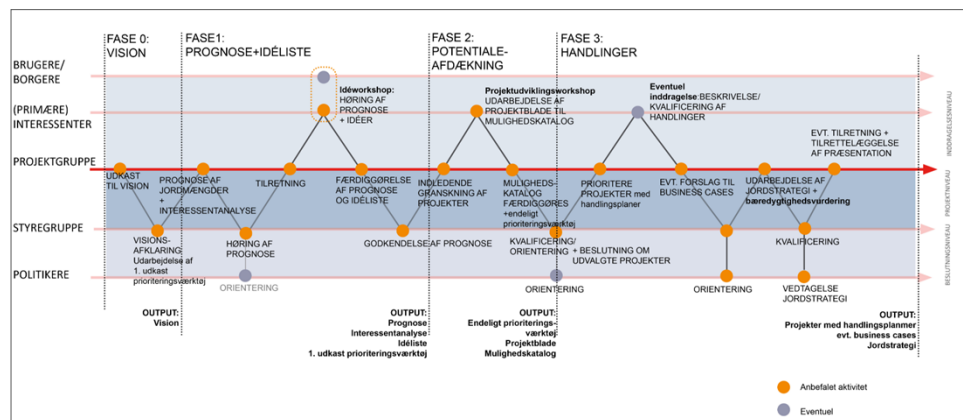 FASE 0:
VISION
FASE1:
PROGNOSE+IDÉLISTE
FASE 2:
POTENTIALE-
AFDÆKNING
FASE 3:
HANDLINGER
BRUGERE/
BORGERE
Idéworkshop:
HØRING AF
PROGNOSE
+ IDÉER
Projektudviklingsworkshop
UDARBEJDELSE AF
PROJEKTBLADE TIL
MULIGHEDSKATALOG
Eventuel
inddragelse:BESKRIVELSE/
KVALIFICERING AF
HANDLINGER
(PRIMÆRE)
INTERESSENTER
EVT. TILRETNING +
TILRETTELÆGGELSE
AF PRÆSENTATION
INDDRAGELSESNIVEAU
PROJEKTGRUPPE
UDKAST
TIL VISION
PROGNOSE AF
JORDMÆNGDER
+
INTERESSENTANALYSE
TILRETNING
FÆRDIGGØRELSE
AF PROGNOSE
OG IDÉLISTE
INDLEDENDE
GRANSKNING AF
PROJEKTER
MULIGHEDS-
KATALOG
FÆRDIGGØRES
+endeligt
prioriteringsværktøj
PRIORITERE
PROJEKTER med
handlingsplaner
EVT. FORSLAG TIL
BUSINESS CASES
UDARBEJDELSE AF
JORDSTRATEGI +
bæredygtighedsvurdering
PROJEKTNIVEAU
STYREGRUPPE
VISIONS-
AFKLARING
Udarbejdelse af
1. udkast
prioriteringsværktøj
HØRING AF
PROGNOSE
GODKENDELSE AF PROGNOSE
KVALIFICERING/
ORIENTERING
+ BESLUTNING OM
UDVALGTE PROJEKTER
KVALIFICERING
BESLUTNINGSNIVEAU
POLITIKERE
ORIENTERING
ORIENTERING
ORIENTERING
VEDTAGELSE
JORDSTRATEGI
OUTPUT:
Vision
OUTPUT:
Prognose
Interessentanalyse
Idéliste
1. udkast prioriteringsværktøj
OUTPUT:
Endeligt prioriterings-
værktøj
Projektblade
Mulighedskatalog
OUTPUT:
Projekter med handlingsplanner
evt. business cases
Jordstrategi
Anbefalet aktivitet
Eventuel